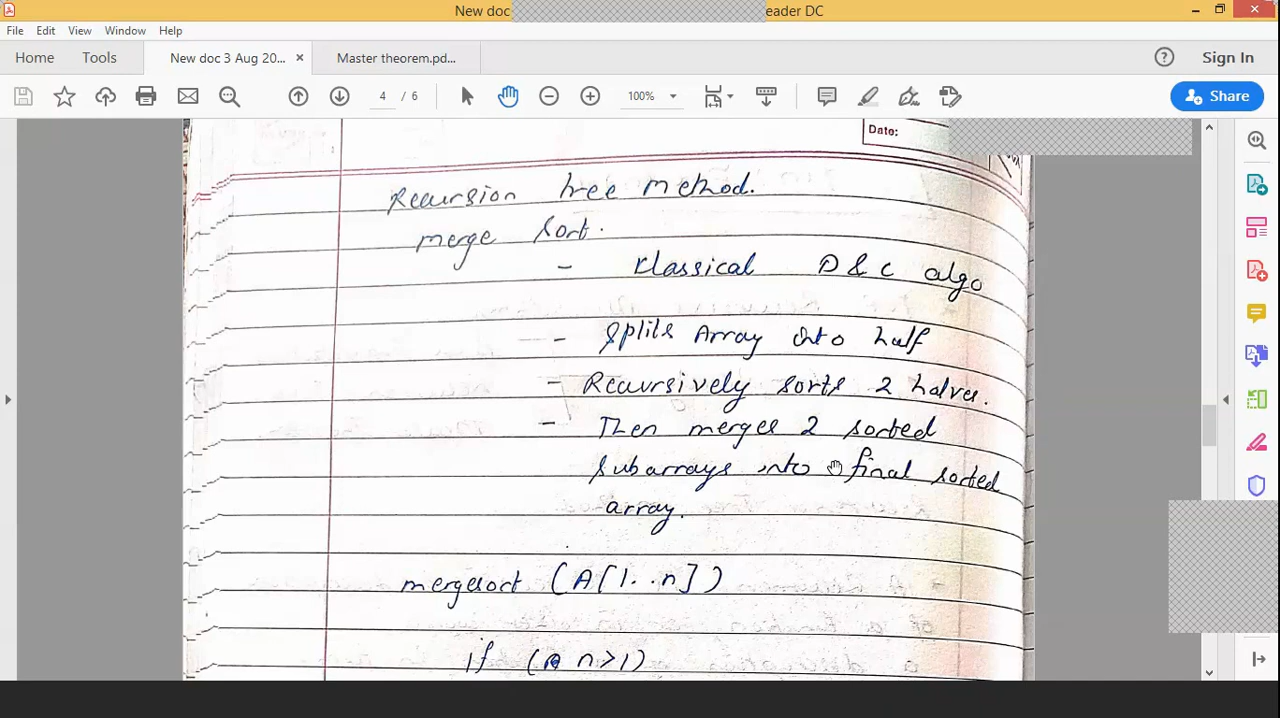 New doc
eader DC
File Edit View Window Help
Home Tools New doc 3 Aug 20... × Master theorem.pd...
Sign In
4 / 6
100%
Share
Date:
Recursion tree method.
merge sort.
- Classical D & C algo
- Splits Array into half
- Recursively sorts 2 halves.
- Then merges 2 sorted
subarrays into final sorted
array.
mergesort (A[1..n])
if ( n>1)